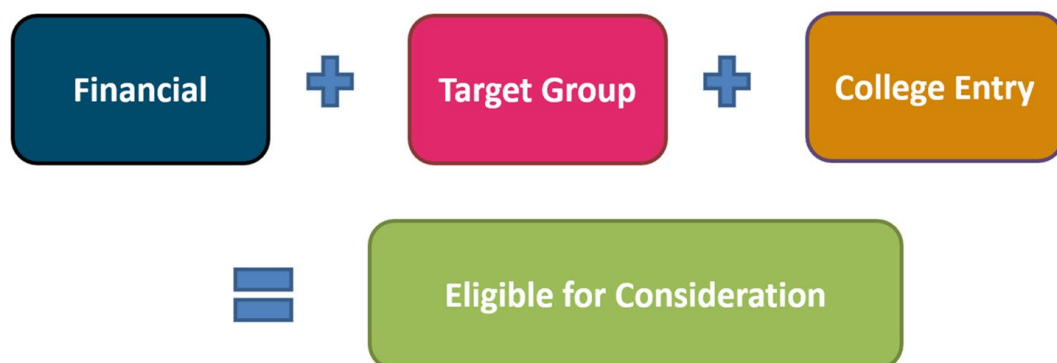 Financial
Target Group
College Entry
Eligible for Consideration